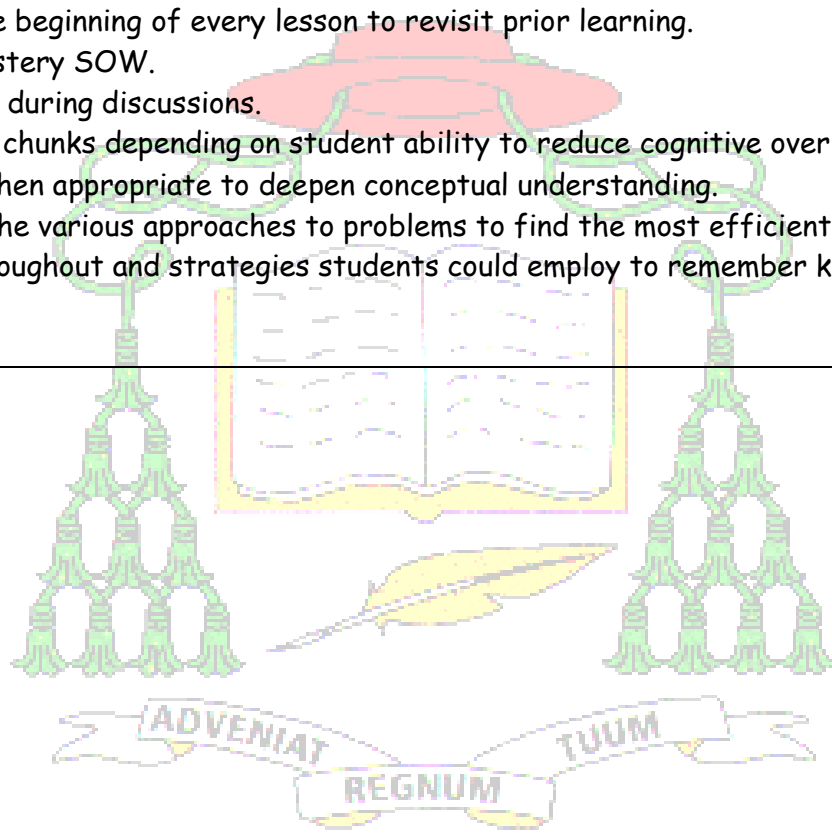 e beginning of every lesson to revisit prior learning.
stery SOW.
during discussions.
chunks depending on student ability to reduce cognitive over
hen appropriate to deepen conceptual understanding.
he various approaches to problems to find the most efficient
oughout and strategies students could employ to remember k
ADVENIAT
REGNUM
TUUM